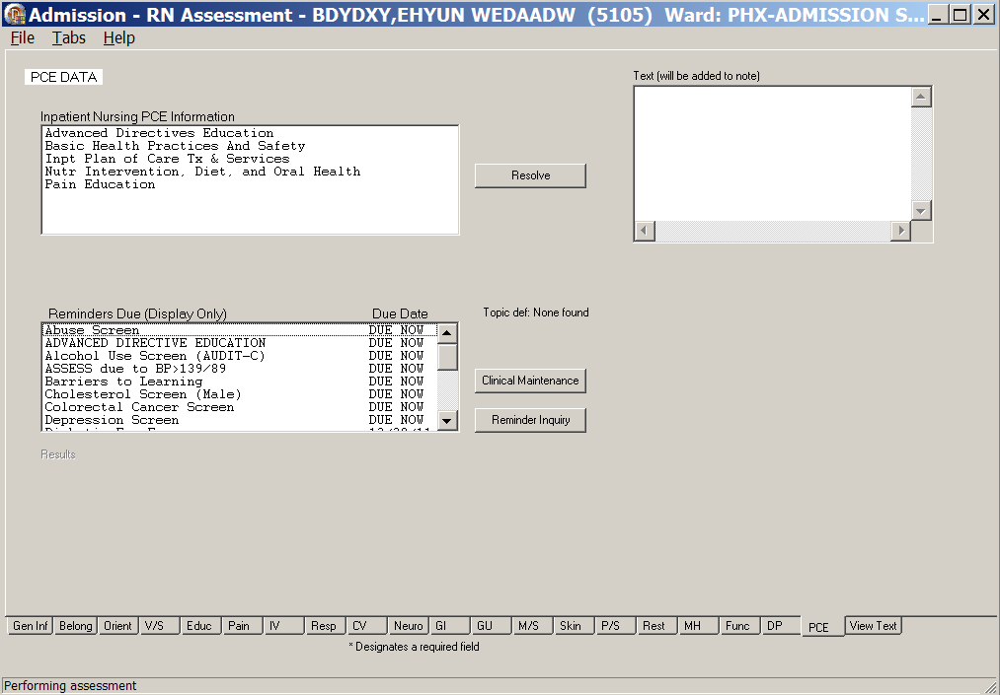 Admission - RN Assessment - BDYDXY,EHYUN WEDAADW (5105) Ward: PHX-ADMISSION S...
File Tabs Help
PCE DATA
Text (will be added to note)
Inpatient Nursing PCE Information
Advanced Directives Education
Basic Health Practices And Safety
Inpt Plan of Care Tx & Services
Nutr Intervention, Diet, and Oral Health
Pain Education
Resolve
Reminders Due (Display Only) Due Date
Topic def: None found
Abuse Screen DUE NOW
ADVANCED DIRECTIVE EDUCATION DUE NOW
Alcohol Use Screen (AUDIT-C) DUE NOW
ASSESS due to BP>139/89 DUE NOW
Barriers to Learning DUE NOW
Cholesterol Screen (Male) DUE NOW
Colorectal Cancer Screen DUE NOW
Depression Screen DUE NOW
Clinical Maintenance
Reminder Inquiry
Results
Gen Inf Belong Orient V/S Educ Pain IV Resp CV Neuro GI GU M/S Skin P/S Rest MH Func DP PCE View Text
* Designates a required field
Performing assessment